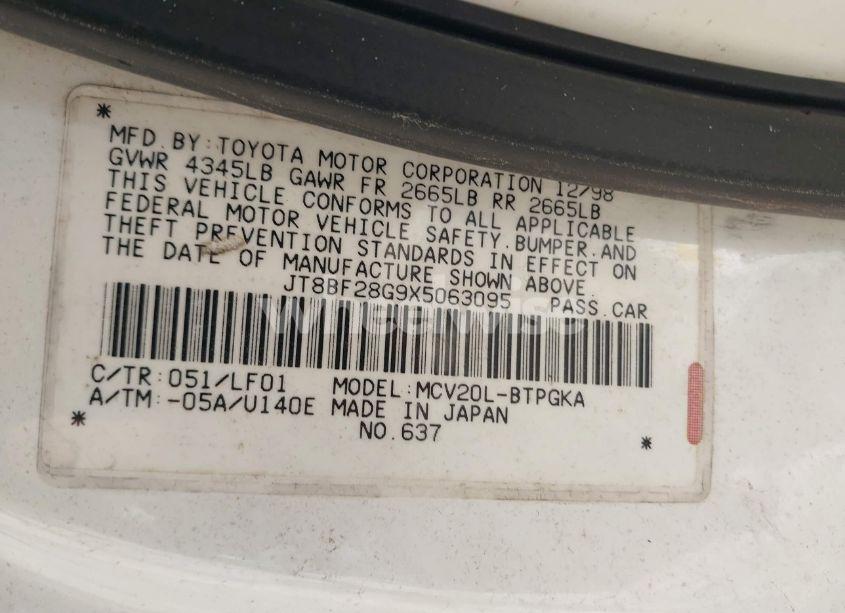 MFD.BY:TOYOTA MOTOR CORPORATION 12/98
GVWR 4345LB GAWR FR 2665LB RR 2665LB
THIS VEHICLE CONFORMS TO ALL APPLICABLE
FEDERAL MOTOR VEHICLE SAFETY,BUMPER,AND
THEFT PREVENTION STANDARDS IN EFFECT ON
THE DATE OF MANUFACTURE SHOWN ABOVE.
JT8BF28G9X5063095 PASS.CAR
Wheelwise
C/TR:051/LF01 MODEL:MCV20L-BTPGKA
A/TM:-05A/U140E MADE IN JAPAN
NO.637